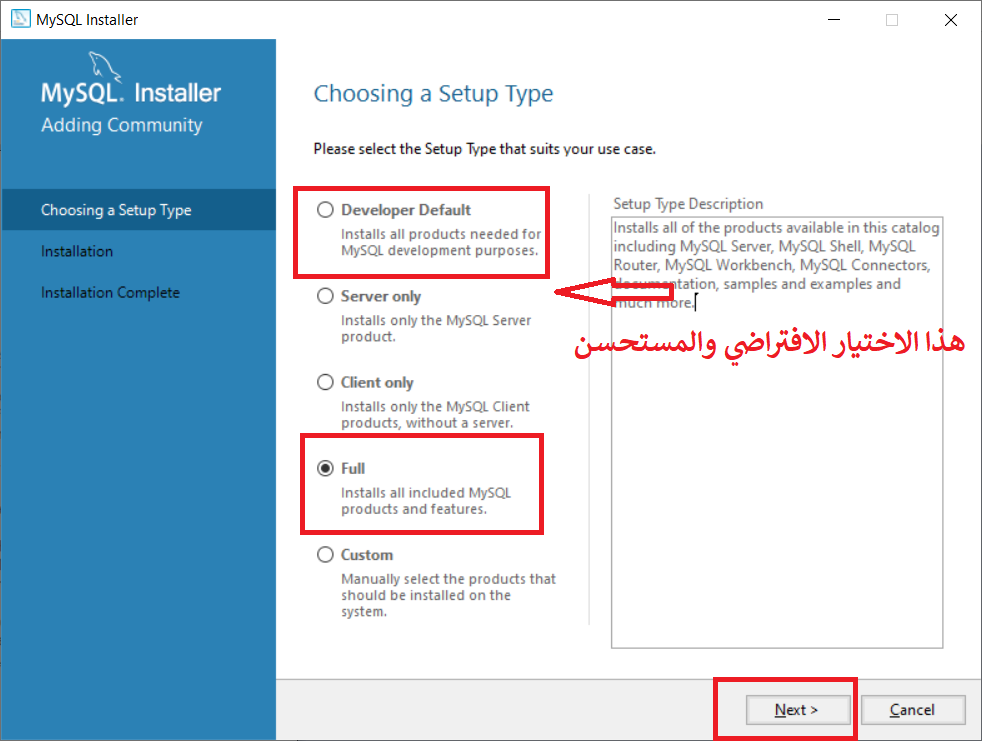 MySQL Installer
MySQL. Installer
Adding Community
Choosing a Setup Type
Installation
Installation Complete
Choosing a Setup Type
Please select the Setup Type that suits your use case.
Developer Default
Installs all products needed for
MySQL development purposes.
Server only
Installs only the MySQL Server
product.
Client only
Installs only the MySQL Client
products, without a server.
Full
Installs all included MySQL
products and features.
Custom
Manually select the products that
should be installed on the
system.
Setup Type Description
Installs all of the products available in this catalog
including MySQL Server, MySQL Shell, MySQL
Router, MySQL Workbench, MySQL Connectors,
documentation, samples and examples and
much more.
هذا الاختيار الافتراضي والمستحسن
Next >
Cancel